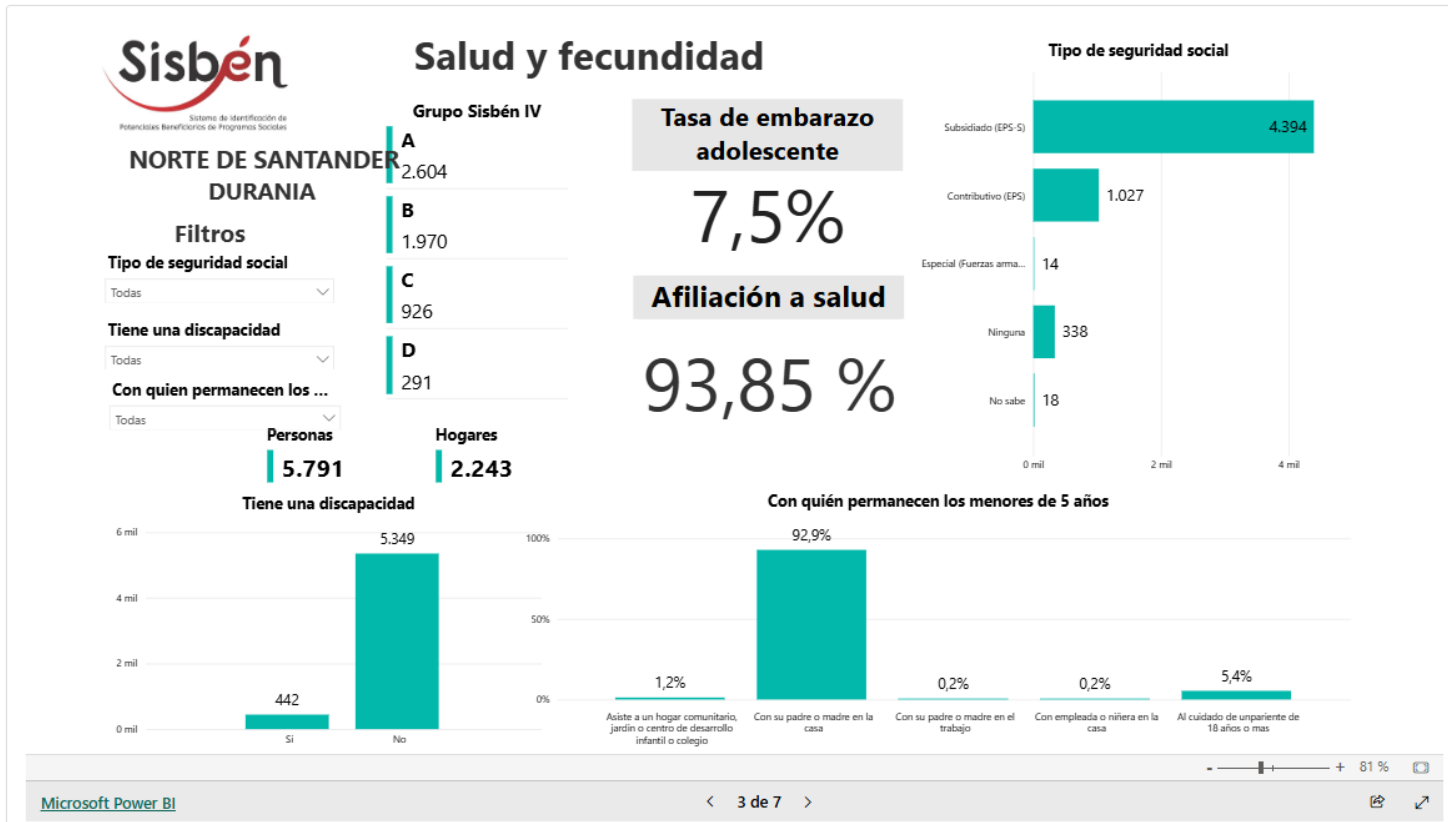 Sisbén
Sistema de Identificación de
Potenciales Beneficiarios de Programas Sociales
NORTE DE SANTANDER
DURANIA
Filtros
Tipo de seguridad social
Todas
Tiene una discapacidad
Todas
Con quien permanecen los ...
Todas
Salud y fecundidad
Grupo Sisbén IV
A
2.604
B
1.970
C
926
D
291
Tasa de embarazo
adolescente
7,5%
Afiliación a salud
93,85 %
Tipo de seguridad social
Subsidiado (EPS-S)
4.394
Contributivo (EPS)
1.027
Especial (Fuerzas arma...
14
Ninguna
338
No sabe
18
0 mil
2 mil
4 mil
Personas
5.791
Hogares
2.243
Tiene una discapacidad
6 mil
4 mil
2 mil
0 mil
442
5.349
Si
No
Con quién permanecen los menores de 5 años
100%
50%
0%
1,2%
92,9%
0,2%
0,2%
5,4%
Asiste a un hogar comunitario,
jardín o centro de desarrollo
infantil o colegio
Con su padre o madre en la
casa
Con su padre o madre en el
trabajo
Con empleada o niñera en la
casa
Al cuidado de unpariente de
18 años o mas
- + 81 %
Microsoft Power BI
3 de 7